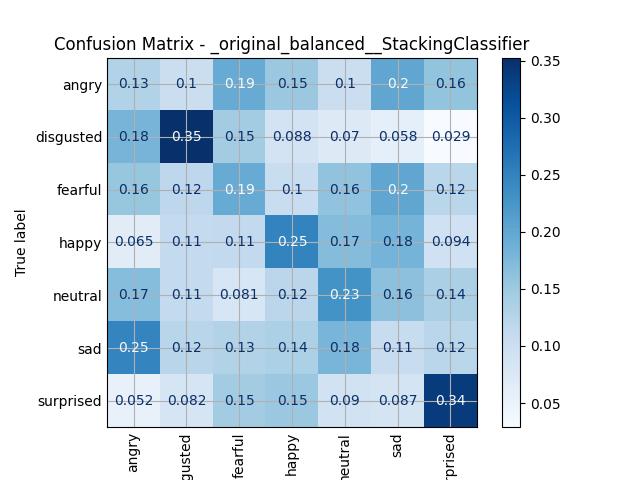 Confusion Matrix - _original_balanced__StackingClassifier
True label
angry 0.13 0.1 0.19 0.15 0.1 0.2 0.16
disgusted 0.18 0.35 0.15 0.088 0.07 0.058 0.029
fearful 0.16 0.12 0.19 0.1 0.16 0.2 0.12
happy 0.065 0.11 0.11 0.25 0.17 0.18 0.094
neutral 0.17 0.11 0.081 0.12 0.23 0.16 0.14
sad 0.25 0.12 0.13 0.14 0.18 0.11 0.12
surprised 0.052 0.082 0.15 0.15 0.09 0.087 0.34
angry
gusted
fearful
happy
neutral
sad
prised
0.35
0.30
0.25
0.20
0.15
0.10
0.05